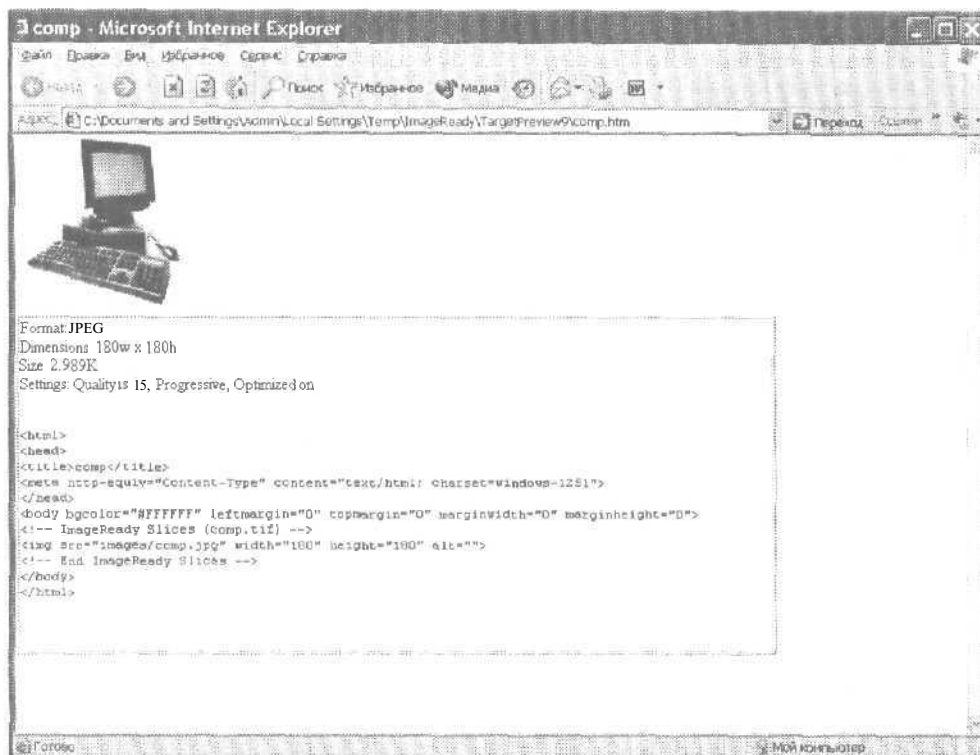 comp - Microsoft Internet Explorer
Файл Правка Вид Избранное Сервис Справка
Назад Поиск Избранное Медиа
Адрес C:\Documents and Settings\Admin\Local Settings\Temp\ImageReady\TargetPreview9\comp.htm Переход Ссылки
Format: JPEG
Dimensions 180w x 180h
Size 2.989K
Settings: Quality is 15, Progressive, Optimized on
<html>
<head>
<title>comp</title>
<meta http-equiv="Content-Type" content="text/html; charset=windows-1251">
</head>
<body bgcolor="#FFFFFF" leftmargin="0" topmargin="0" marginwidth="0" marginheight="0">
<!-- ImageReady Slices (comp.tif) -->
<img src="images/comp.jpg" width="180" height="180" alt="">
<!-- End ImageReady Slices -->
</body>
</html>
Готово Мой компьютер